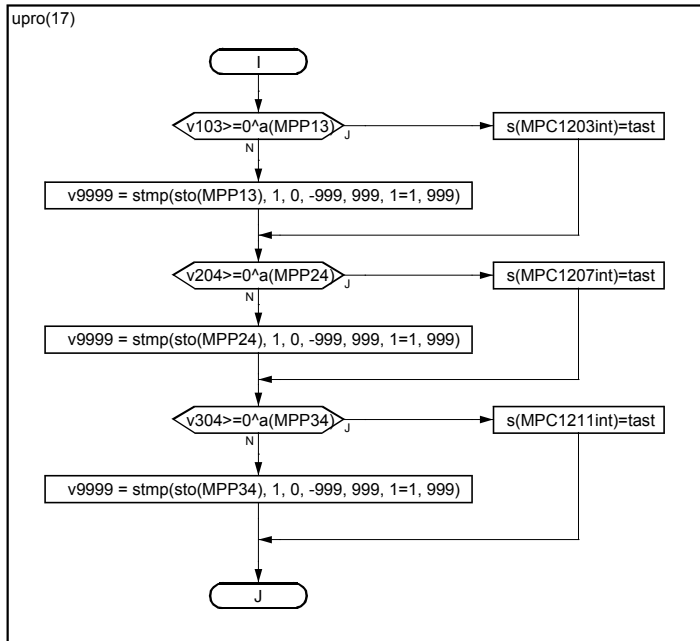 upro(17)
I
v103>=0^a(MPP13)
J
s(MPC1203int)=tast
N
v9999 = stmp(sto(MPP13), 1, 0, -999, 999, 1=1, 999)
v204>=0^a(MPP24)
J
s(MPC1207int)=tast
N
v9999 = stmp(sto(MPP24), 1, 0, -999, 999, 1=1, 999)
v304>=0^a(MPP34)
J
s(MPC1211int)=tast
N
v9999 = stmp(sto(MPP34), 1, 0, -999, 999, 1=1, 999)
J